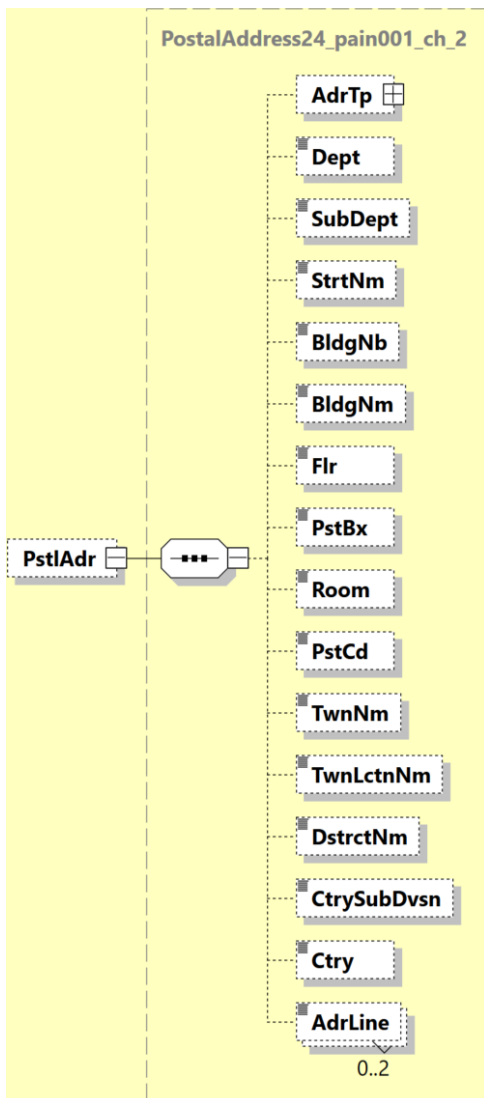 PostalAddress24_pain001_ch_2
AdrTp
Dept
SubDept
StrtNm
BldgNb
BldgNm
Flr
PstlAdr
PstBx
Room
PstCd
TwnNm
TwnLctnNm
DstrctNm
CtrySubDvsn
Ctry
AdrLine
0..2